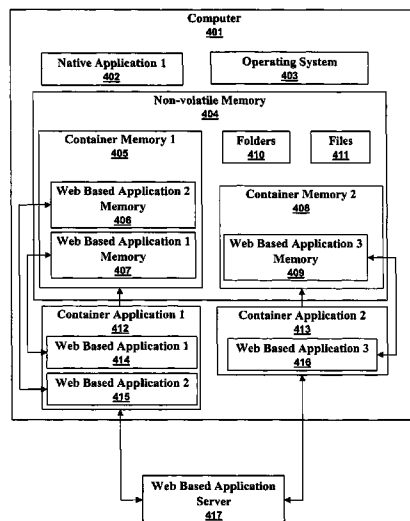 Computer
401
Native Application 1
402
Operating System
403
Non-volatile Memory
404
Container Memory 1
405
Folders
410
Files
411
Web Based Application 2
Memory
406
Web Based Application 1
Memory
407
Container Memory 2
408
Web Based Application 3
Memory
409
Container Application 1
412
Web Based Application 1
414
Web Based Application 2
415
Container Application 2
413
Web Based Application 3
416
Web Based Application
Server
417